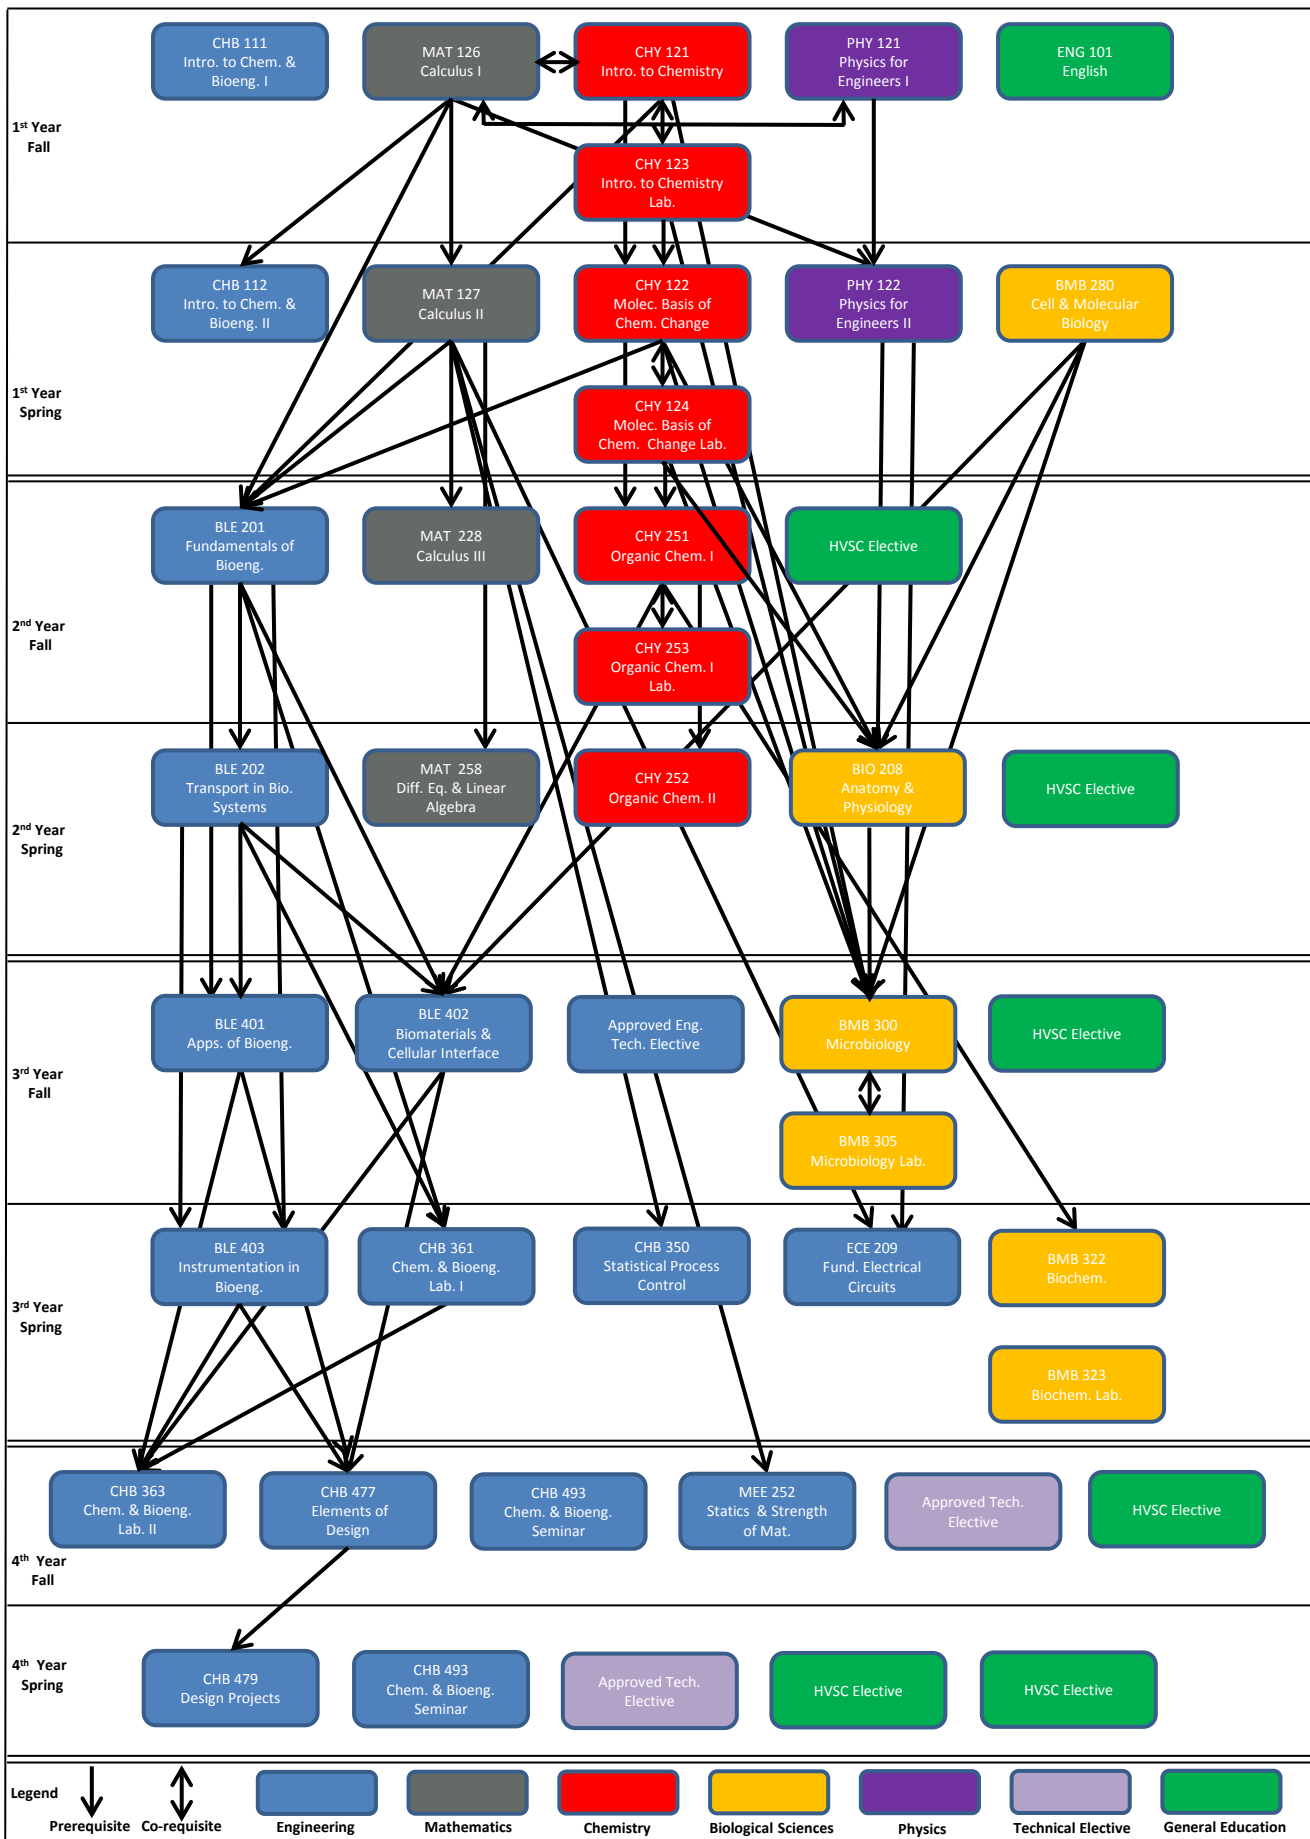 CHB 111
Intro. to Chem. &
Bioeng. I
MAT 126
Calculus I
CHY 121
Intro. to Chemistry
PHY 121
Physics for
Engineers I
ENG 101
English
1st Year
Fall
CHY 123
Intro. to Chemistry
Lab.
CHB 112
Intro. to Chem. &
Bioeng. II
MAT 127
Calculus II
CHY 122
Molec. Basis of
Chem. Change
PHY 122
Physics for
Engineers II
BMB 280
Cell & Molecular
Biology
1st Year
Spring
CHY 124
Molec. Basis of
Chem. Change Lab.
BLE 201
Fundamentals of
Bioeng.
MAT 228
Calculus III
CHY 251
Organic Chem. I
HVSC Elective
2nd Year
Fall
CHY 253
Organic Chem. I
Lab.
BLE 202
Transport in Bio.
Systems
MAT 258
Diff. Eq. & Linear
Algebra
CHY 252
Organic Chem. II
BIO 208
Anatomy &
Physiology
HVSC Elective
2nd Year
Spring
BLE 401
Apps. of Bioeng.
BLE 402
Biomaterials &
Cellular Interface
Approved Eng.
Tech. Elective
BMB 300
Microbiology
HVSC Elective
3rd Year
Fall
BMB 305
Microbiology Lab.
BLE 403
Instrumentation in
Bioeng.
CHB 361
Chem. & Bioeng.
Lab. I
CHB 350
Statistical Process
Control
ECE 209
Fund. Electrical
Circuits
BMB 322
Biochem.
3rd Year
Spring
BMB 323
Biochem. Lab.
CHB 363
Chem. & Bioeng.
Lab. II
CHB 477
Elements of
Design
CHB 493
Chem. & Bioeng.
Seminar
MEE 252
Statics & Strength
of Mat.
Approved Tech.
Elective
HVSC Elective
4th Year
Fall
4th Year
Spring
CHB 479
Design Projects
CHB 493
Chem. & Bioeng.
Seminar
Approved Tech.
Elective
HVSC Elective
HVSC Elective
Legend
Prerequisite
Co-requisite
Engineering
Mathematics
Chemistry
Biological Sciences
Physics
Technical Elective
General Education